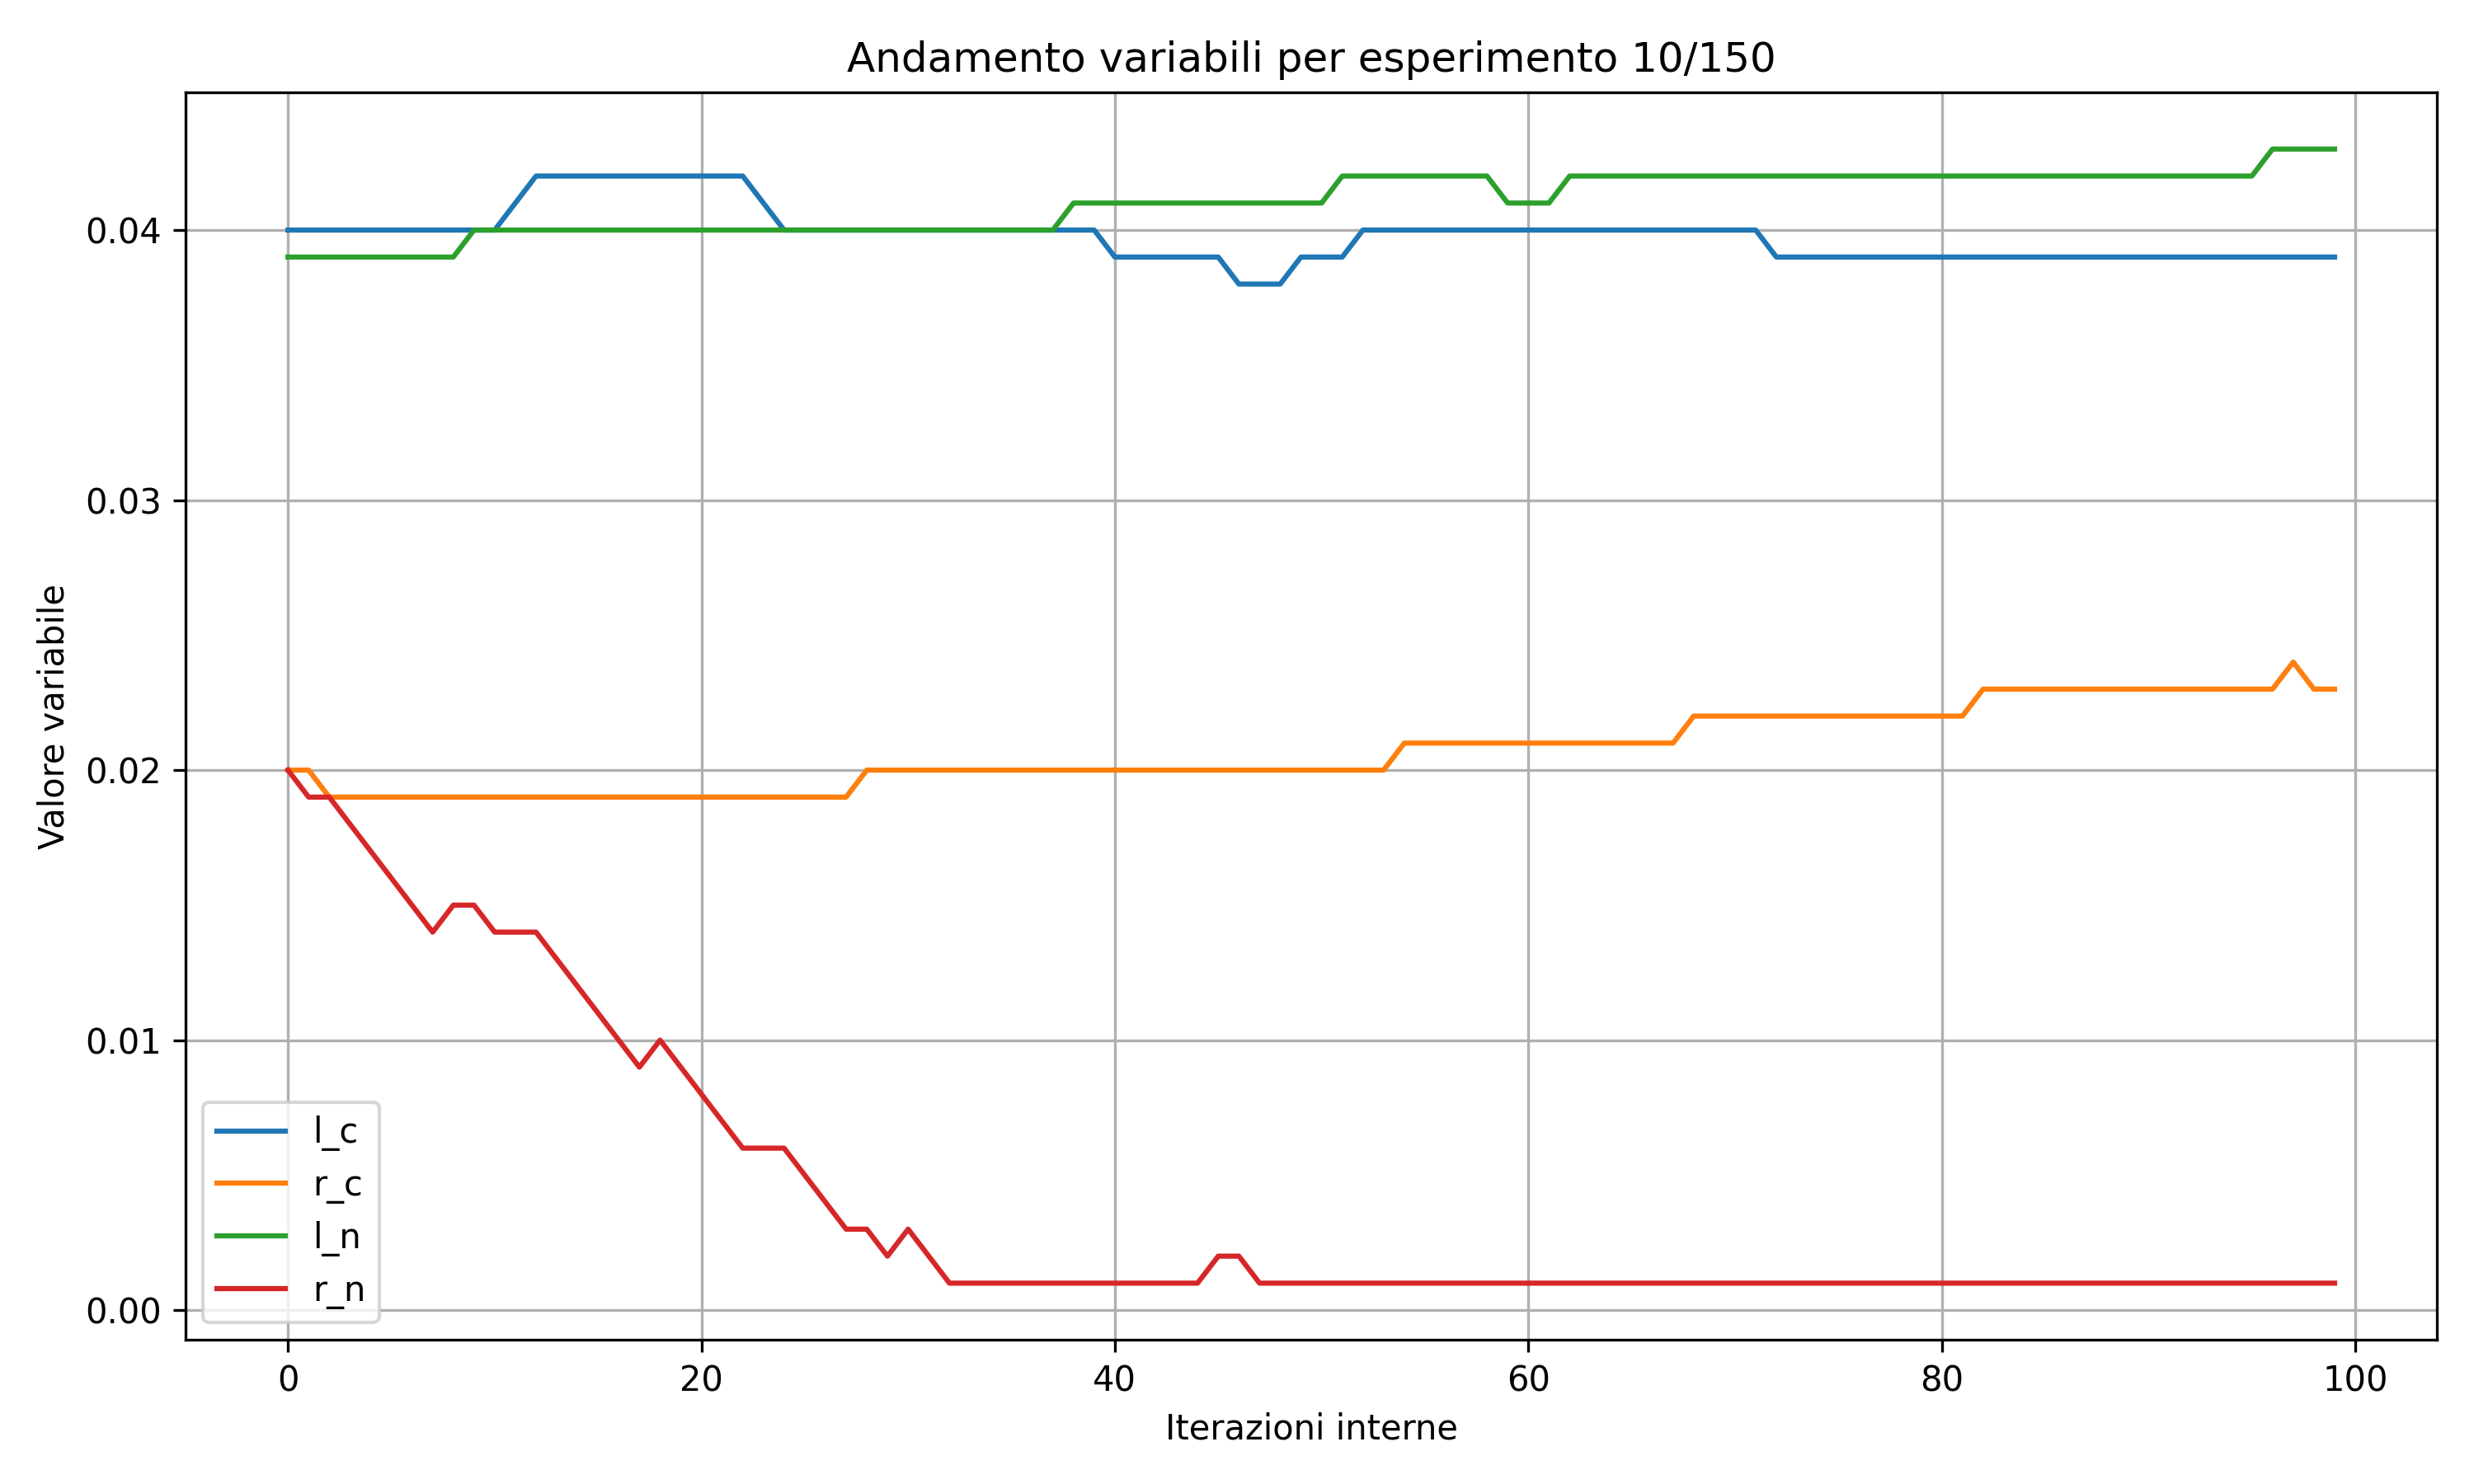 Andamento variabili per esperimento 10/150
Valore variabile
0.04
0.03
0.02
0.01
0.00
l_c
r_c
l_n
r_n
0 20 40 60 80 100
Iterazioni interne